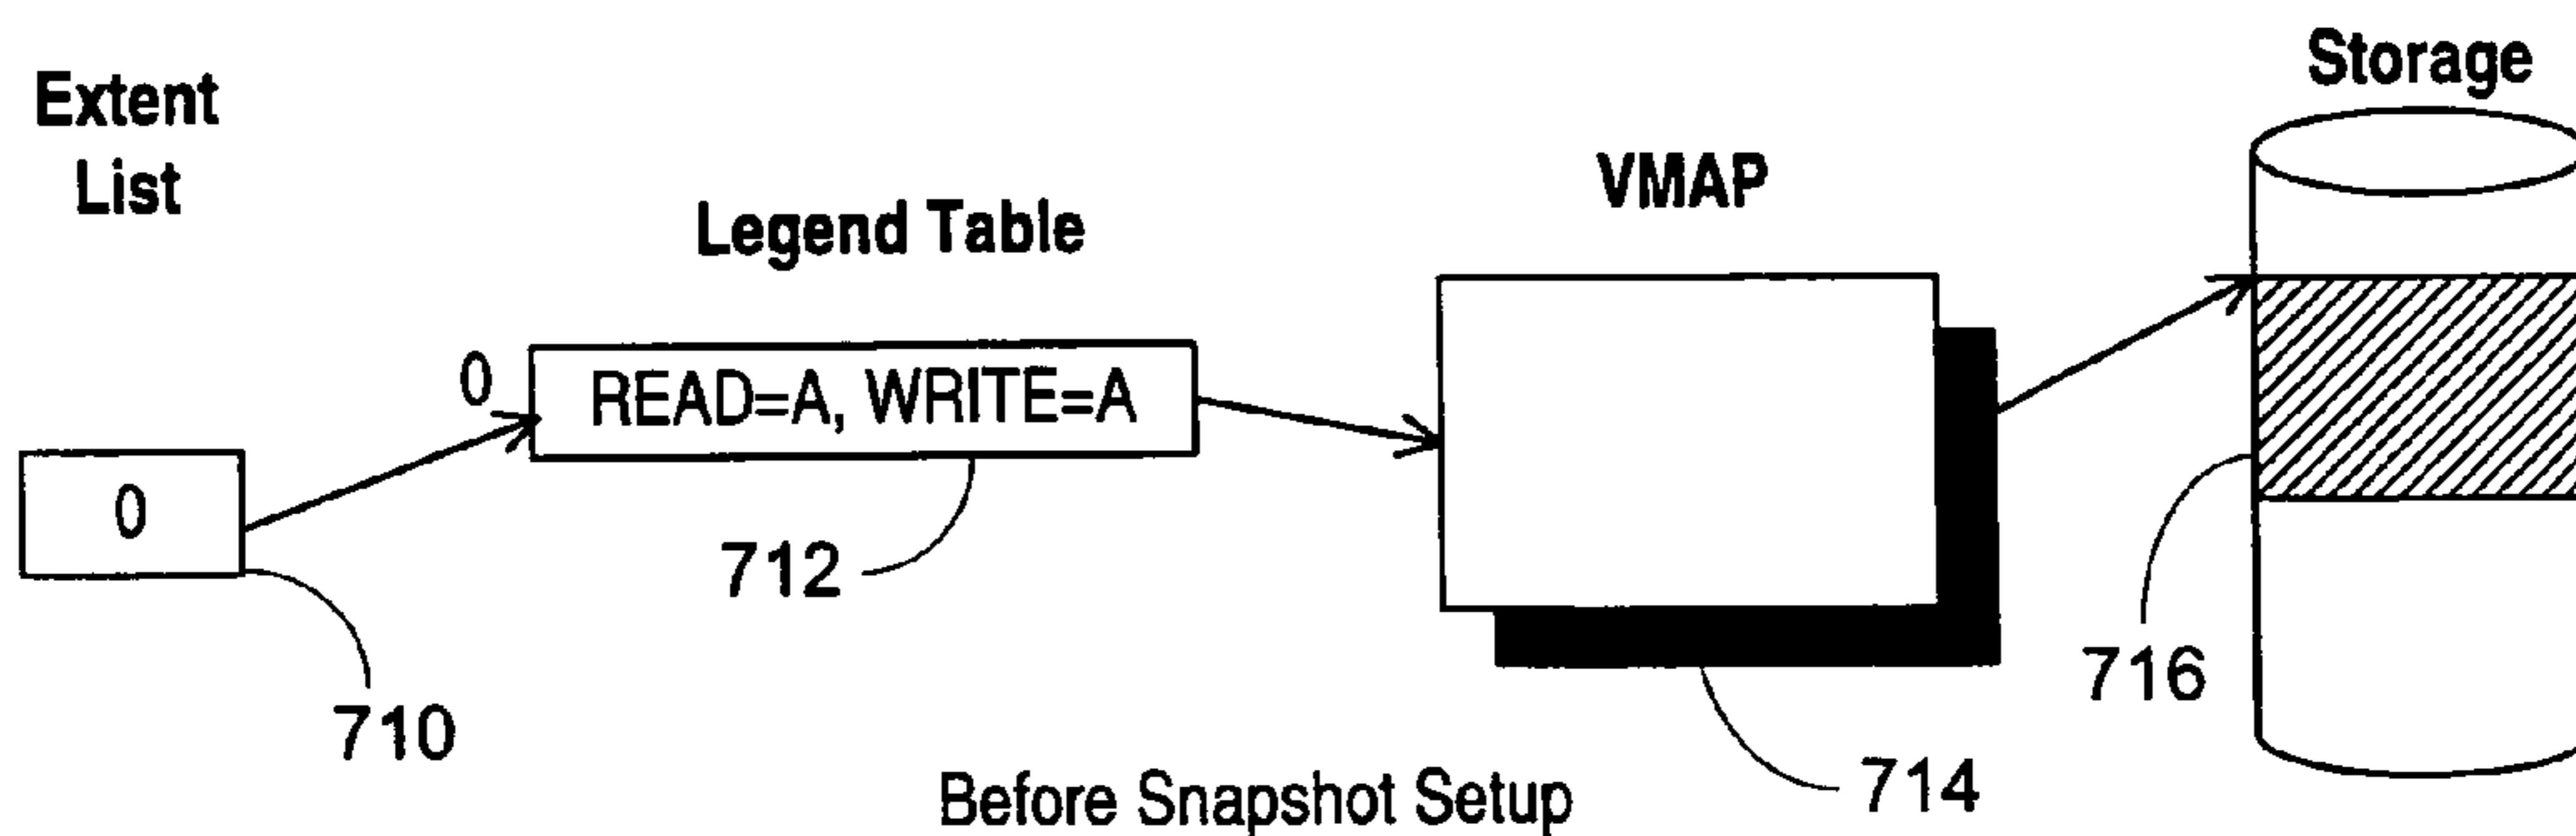 Extent
List
Legend Table
VMAP
Storage
0
0
READ=A, WRITE=A
710
712
714
716
Before Snapshot Setup